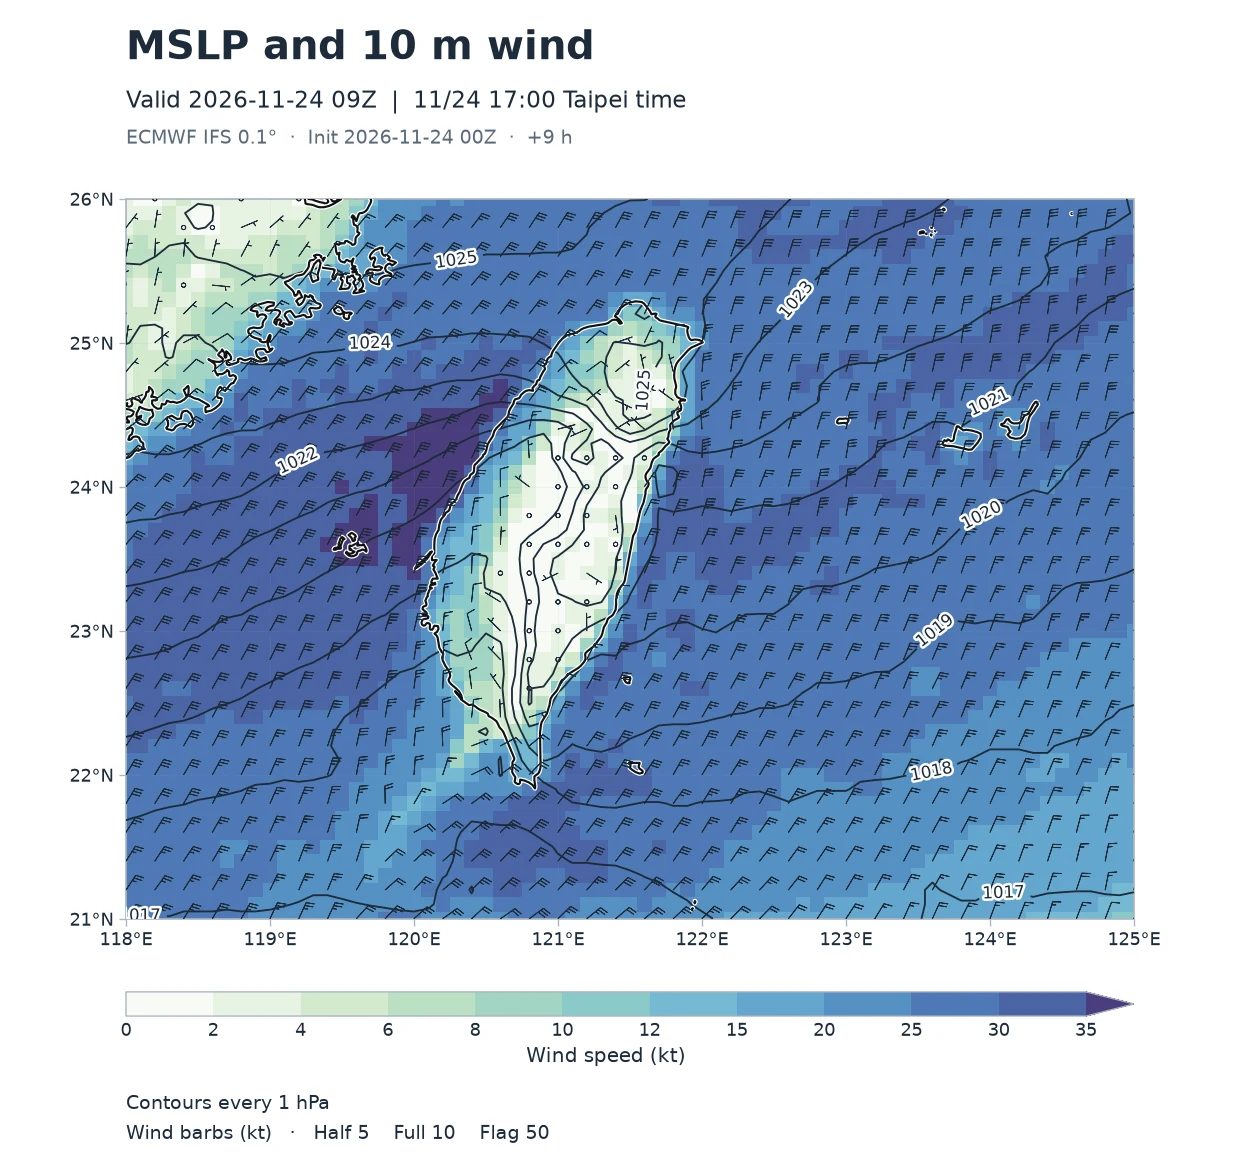 MSLP and 10 m wind
Valid 2026-11-24 09Z | 11/24 17:00 Taipei time
ECMWF IFS 0.1° · Init 2026-11-24 00Z · +9 h
26°N
25°N
24°N
23°N
22°N
21°N
1025
1023
1024
1025
1021
1022
1020
1019
1018
1017
017
118°E 119°E 120°E 121°E 122°E 123°E 124°E 125°E
0 2 4 6 8 10 12 15 20 25 30 35
Wind speed (kt)
Contours every 1 hPa
Wind barbs (kt) · Half 5 Full 10 Flag 50